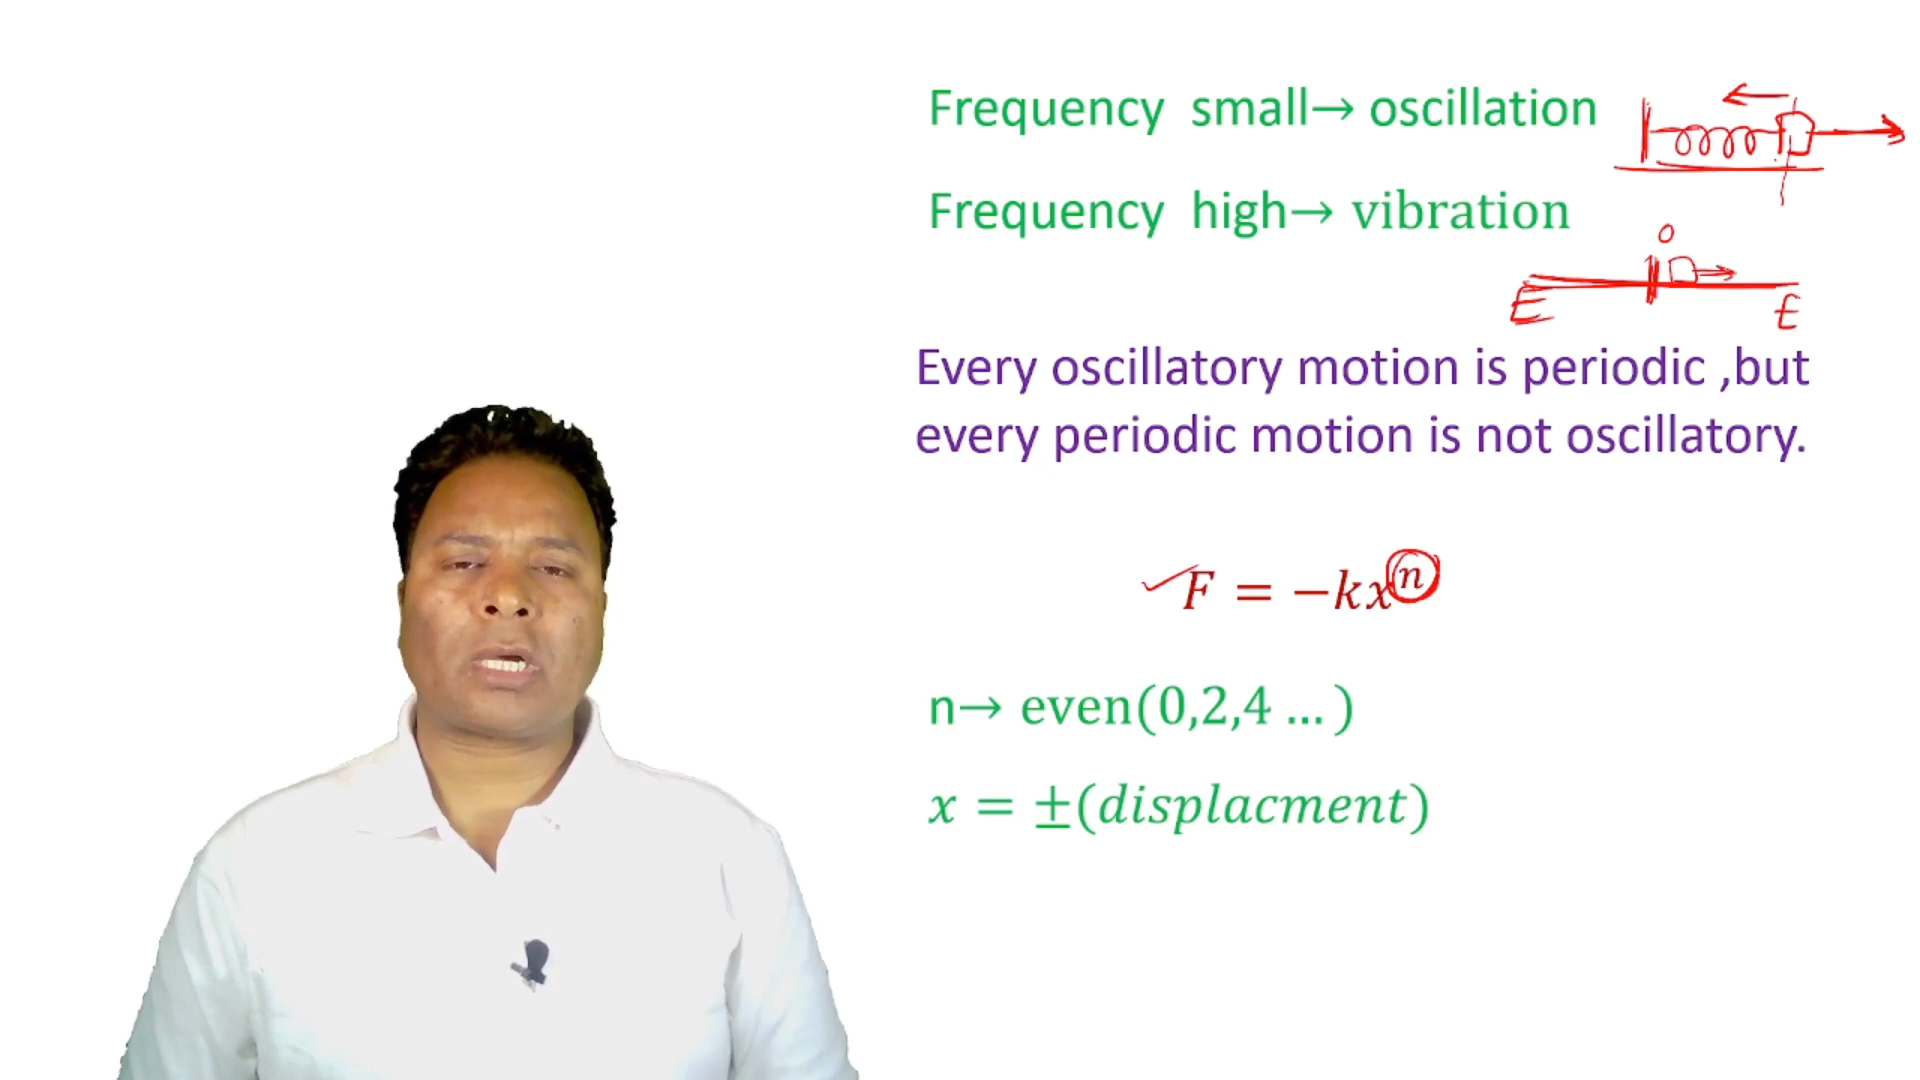 Frequency small→ oscillation
Frequency high→ vibration
O
E E
Every oscillatory motion is periodic ,but
every periodic motion is not oscillatory.
F = −kxⁿ
n→ even(0,2,4 … )
x = ±(displacment)